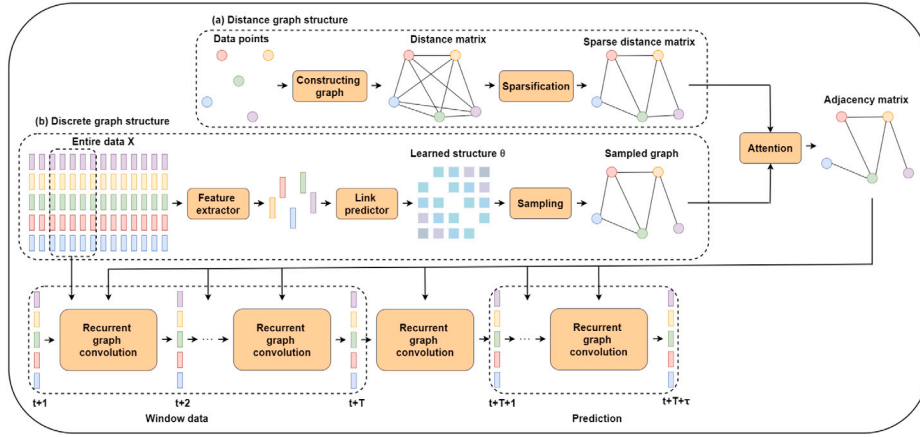 (a) Distance graph structure
Data points
Distance matrix
Sparse distance matrix
Constructing
graph
Sparsification
Adjacency matrix
Attention
(b) Discrete graph structure
Entire data X
Learned structure θ
Sampled graph
Feature
extractor
Link
predictor
Sampling
Recurrent
graph
convolution
...
Recurrent
graph
convolution
Recurrent
graph
convolution
...
Recurrent
graph
convolution
t+1
t+2
t+T
t+T+1
t+T+τ
Window data
Prediction